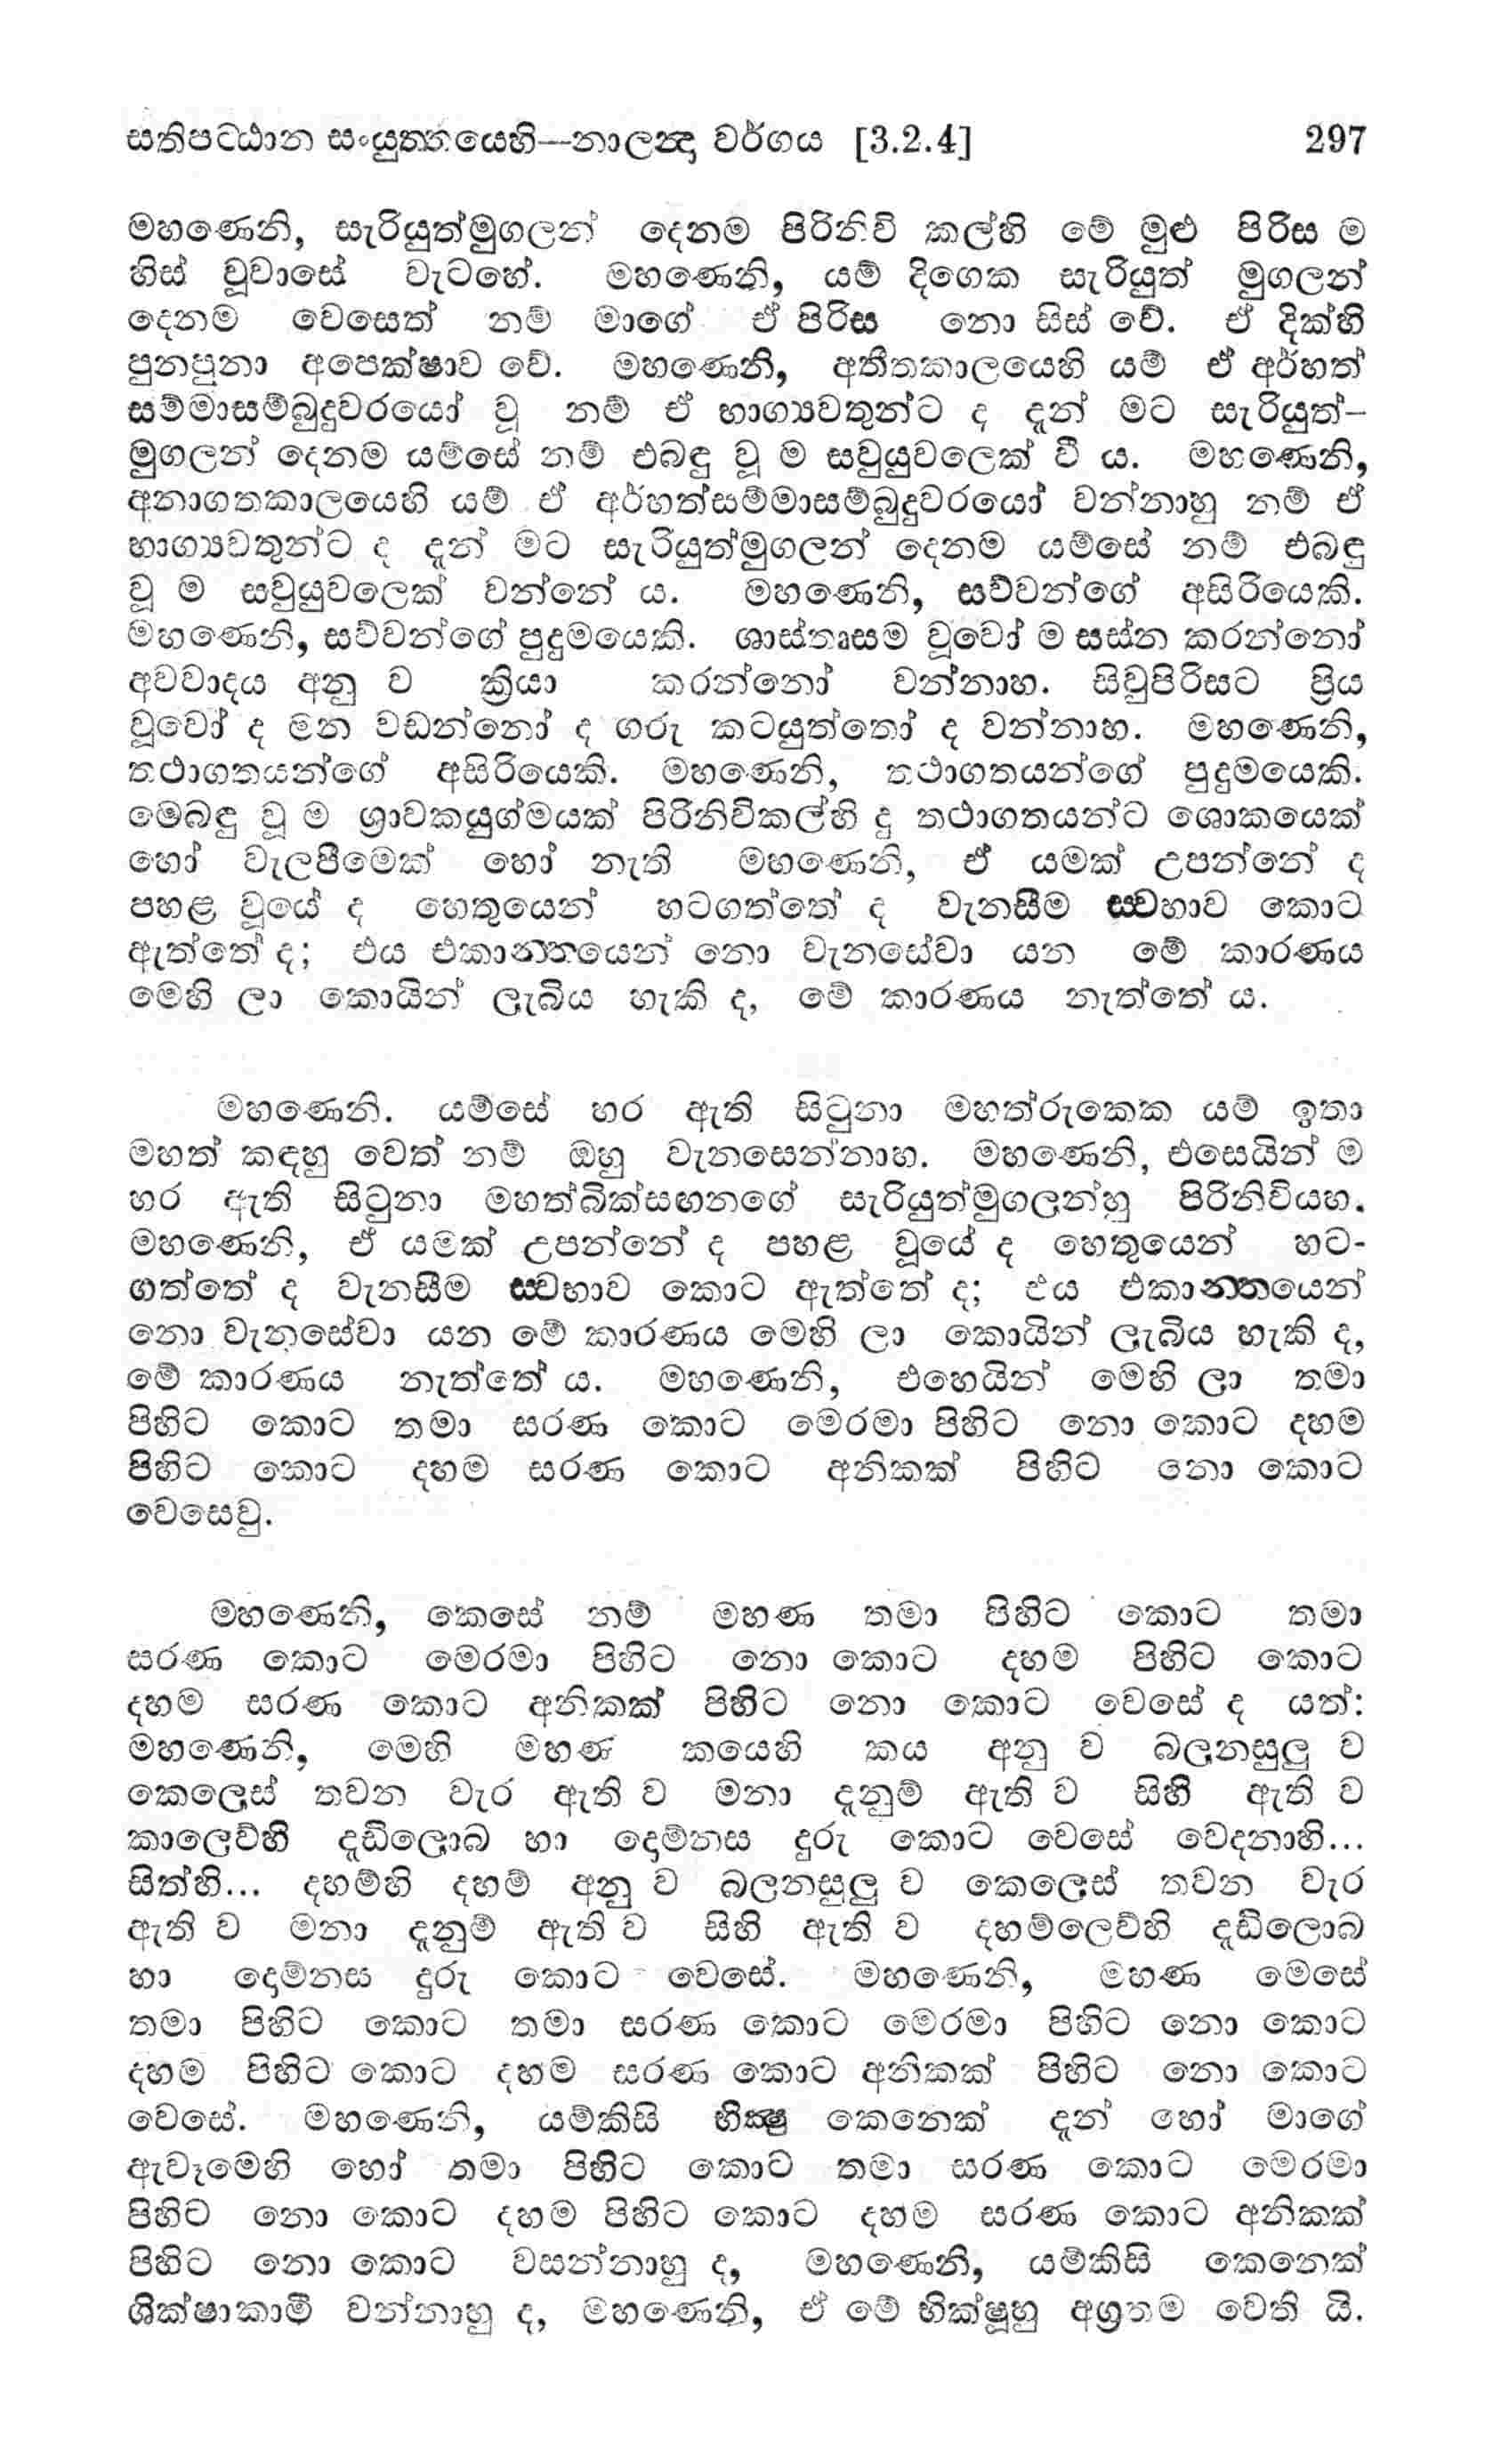 සතිපට්ඨාන සංයුත්තයෙහි—නාලන්දා වර්ගය [3.2.4] 297
මහණෙනි, සැරියුත්මුගලන් දෙනම පිරිනිවි කල්හි මේ මුළු පිරිස ම
හිස් වූවාසේ වැටහේ. මහණෙනි, යම් දිගෙක සැරියුත් මුගලන්
දෙනම වෙසෙත් නම් මාගේ ඒ පිරිස නො සිස් වේ. ඒ දික්හි
පුනපුනා අපෙක්ෂාව වේ. මහණෙනි, අතීතකාලයෙහි යම් ඒ අර්හත්
සම්මාසම්බුදුවරයෝ වූ නම් ඒ භාග්‍යවතුන්ට ද දැන් මට සැරියුත්-
මුගලන් දෙනම යම්සේ නම් එබඳු වූ ම සව්යුවලෙක් වී ය. මහණෙනි,
අනාගතකාලයෙහි යම් ඒ අර්හත්සම්මාසම්බුදුවරයෝ වන්නාහු නම් ඒ
භාග්‍යවතුන්ට ද දැන් මට සැරියුත්මුගලන් දෙනම යම්සේ නම් එබඳු
වූ ම සව්යුවලෙක් වන්නේ ය. මහණෙනි, සව්වන්ගේ අසිරියෙකි.
මහණෙනි, සව්වන්ගේ පුදුමයෙකි. ශාස්තෘසම වූවෝ ම සස්න කරන්නෝ
අවවාදය අනු ව ක්‍රියා කරන්නෝ වන්නාහ. සිවුපිරිසට ප්‍රිය
වූවෝ ද මන වඩන්නෝ ද ගරු කටයුත්තෝ ද වන්නාහ. මහණෙනි,
තථාගතයන්ගේ අසිරියෙකි. මහණෙනි, තථාගතයන්ගේ පුදුමයෙකි.
මෙබඳු වූ ම ශ්‍රාවකයුග්මයක් පිරිනිවිකල්හි දු තථාගතයන්ට ශොකයෙක්
හෝ වැලපීමෙක් හෝ නැති මහණෙනි, ඒ යමක් උපන්නේ ද
පහළ වූයේ ද හෙතුයෙන් හටගත්තේ ද වැනසීම ස්වභාව කොට
ඇත්තේ ද; එය එකාන්තයෙන් නො වැනසේවා යන මේ කාරණය
මෙහි ලා කොයින් ලැබිය හැකි ද, මේ කාරණය නැත්තේ ය.
මහණෙනි. යම්සේ හර ඇති සිටුනා මහත්රුකෙක යම් ඉතා
මහත් කඳහු වෙත් නම් ඔහු වැනසෙන්නාහ. මහණෙනි, එසෙයින් ම
හර ඇති සිටුනා මහත්බික්සඟනගේ සැරියුත්මුගලන්හු පිරිනිවියහ.
මහණෙනි, ඒ යමක් උපන්නේ ද පහළ වූයේ ද හෙතුයෙන් හට-
ගත්තේ ද වැනසීම ස්වභාව කොට ඇත්තේ ද; එය එකාන්තයෙන්
නො වැනසේවා යන මේ කාරණය මෙහි ලා කොයින් ලැබිය හැකි ද,
මේ කාරණය නැත්තේ ය. මහණෙනි, එහෙයින් මෙහි ලා තමා
පිහිට කොට තමා සරණ කොට මෙරමා පිහිට නො කොට දහම
පිහිට කොට දහම සරණ කොට අනිකක් පිහිට නො කොට
වෙසෙවු.
මහණෙනි, කෙසේ නම් මහණ තමා පිහිට කොට තමා
සරණ කොට මෙරමා පිහිට නො කොට දහම පිහිට කොට
දහම සරණ කොට අනිකක් පිහිට නො කොට වෙසේ ද යත්:
මහණෙනි, මෙහි මහණ කයෙහි කය අනු ව බලනසුලු ව
කෙලෙස් තවන වැර ඇති ව මනා දැනුම් ඇති ව සිහි ඇති ව
කාලෙව්හි දැඩිලොබ හා දොම්නස දුරු කොට වෙසේ වෙදනාහි...
සිත්හි... දහම්හි දහම් අනු ව බලනසුලු ව කෙලෙස් තවන වැර
ඇති ව මනා දැනුම් ඇති ව සිහි ඇති ව දහම්ලෙව්හි දැඩිලොබ
හා දොම්නස දුරු කොට වෙසේ. මහණෙනි, මහණ මෙසේ
තමා පිහිට කොට තමා සරණ කොට මෙරමා පිහිට නො කොට
දහම පිහිට කොට දහම සරණ කොට අනිකක් පිහිට නො කොට
වෙසේ. මහණෙනි, යම්කිසි භික්ෂු කෙනෙක් දැන් හෝ මාගේ
ඇවෑමෙහි හෝ තමා පිහිට කොට තමා සරණ කොට මෙරමා
පිහිට නො කොට දහම පිහිට කොට දහම සරණ කොට අනිකක්
පිහිට නො කොට වසන්නාහු ද, මහණෙනි, යම්කිසි කෙනෙක්
ශික්ෂාකාමී වන්නාහු ද, මහණෙනි, ඒ මේ භික්ෂූහු අග්‍රතම වෙති යි.